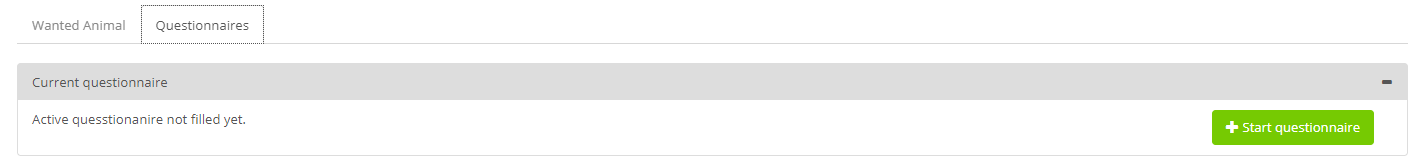 Wanted Animal
Questionnaires
Current questionnaire
Active quesstionanire not filled yet.
Start questionnaire